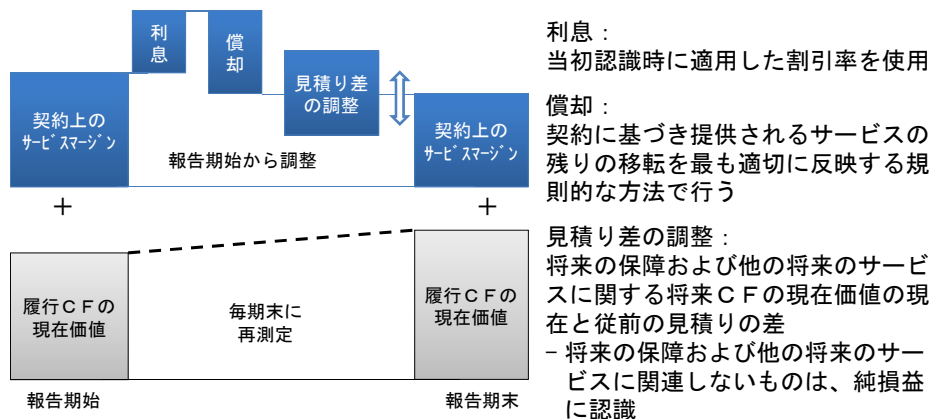 利
息
償
却
見積り差
の調整
契約上の
ｻｰﾋﾞｽﾏｰｼﾞﾝ
契約上の
ｻｰﾋﾞｽﾏｰｼﾞﾝ
報告期始から調整
＋
＋
履行ＣＦの
現在価値
毎期末に
再測定
履行ＣＦの
現在価値
報告期始
報告期末
利息：
当初認識時に適用した割引率を使用
償却：
契約に基づき提供されるサービスの
残りの移転を最も適切に反映する規
則的な方法で行う
見積り差の調整：
将来の保障および他の将来のサービ
スに関する将来ＣＦの現在価値の現
在と従前の見積りの差
- 将来の保障および他の将来のサー
ビスに関連しないものは、純損益
に認識